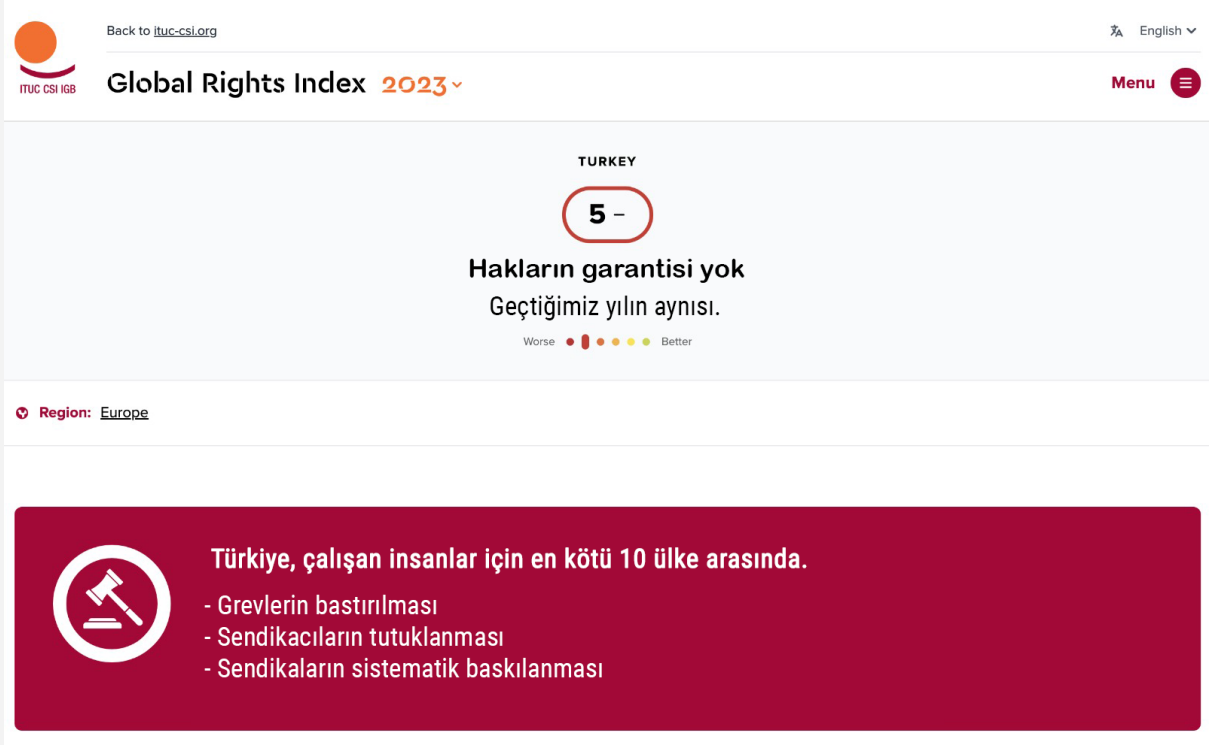 Back to ituc-csi.org
English
ITUC CSI IGB
Global Rights Index 2023
Menu
TURKEY
5 –
Hakların garantisi yok
Geçtiğimiz yılın aynısı.
Worse Better
Region: Europe
Türkiye, çalışan insanlar için en kötü 10 ülke arasında.
- Grevlerin bastırılması
- Sendikacıların tutuklanması
- Sendikaların sistematik baskılanması